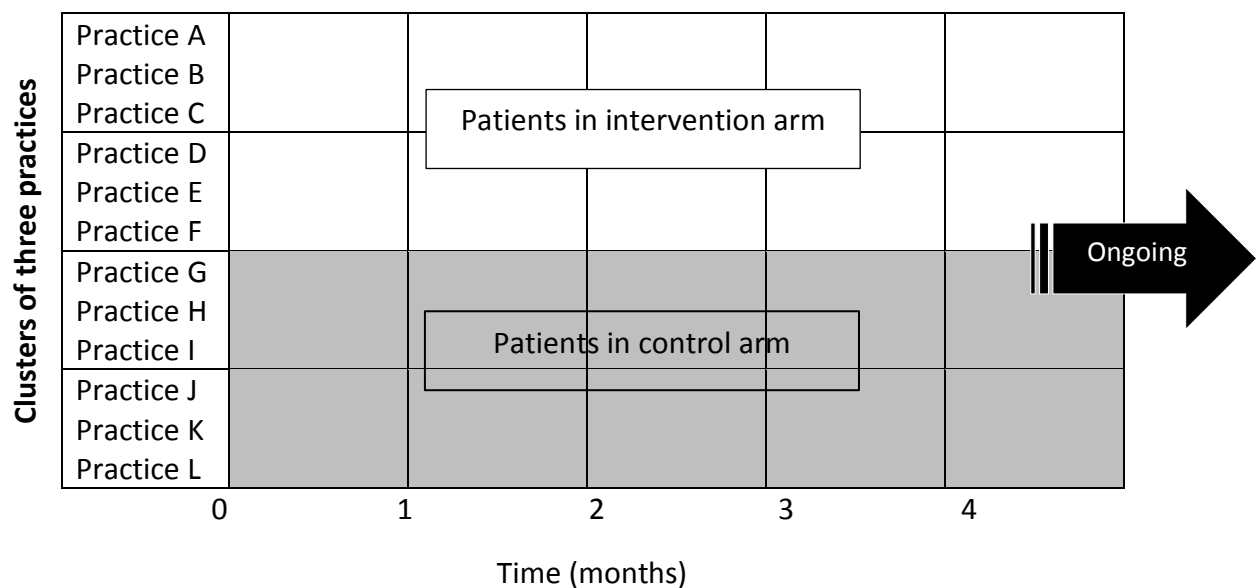 Clusters of three practices
Practice A
Practice B
Practice C
Practice D
Practice E
Practice F
Practice G
Practice H
Practice I
Practice J
Practice K
Practice L
Patients in intervention arm
Ongoing
Patients in control arm
0 1 2 3 4
Time (months)